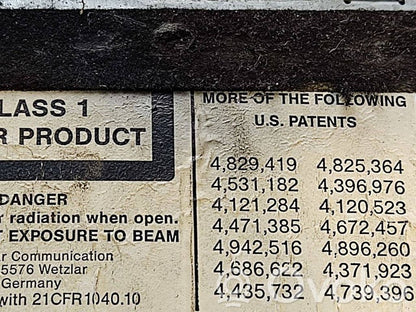 LASS 1
R PRODUCT
DANGER
r radiation when open.
T EXPOSURE TO BEAM
ar Communication
5576 Wetzlar
Germany
with 21CFR1040.10
MORE OF THE FOLLOWING
U.S. PATENTS
4,829,419 4,825,364
4,531,182 4,396,976
4,121,284 4,120,523
4,471,385 4,672,457
4,942,516 4,896,260
4,686,622 4,371,923
4,435,732 4,739,396